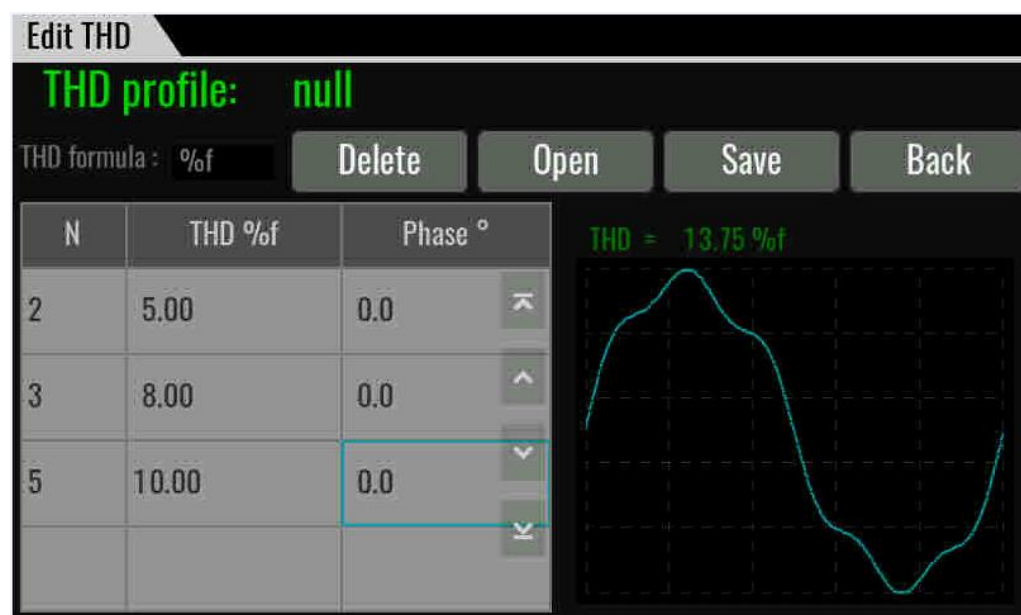 Edit THD
THD profile: null
THD formula : %f Delete Open Save Back
N THD %f Phase °
THD = 13.75 %f
2 5.00 0.0
3 8.00 0.0
5 10.00 0.0